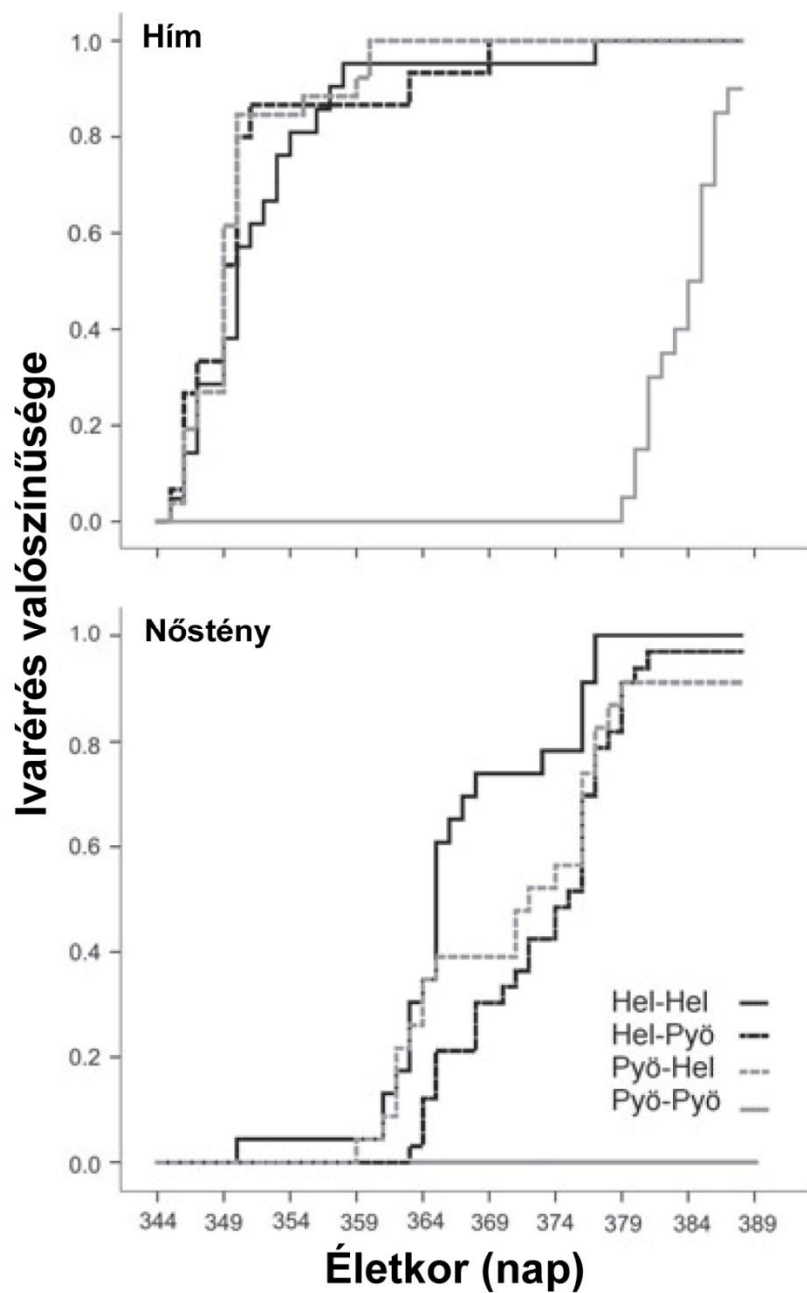 Hím
1.0
0.8
0.6
0.4
0.2
0.0
Ivarérés valószínűsége
Nőstény
1.0
0.8
0.6
0.4
0.2
0.0
Hel-Hel
Hel-Pyö
Pyö-Hel
Pyö-Pyö
344 349 354 359 364 369 374 379 384 389
Életkor (nap)